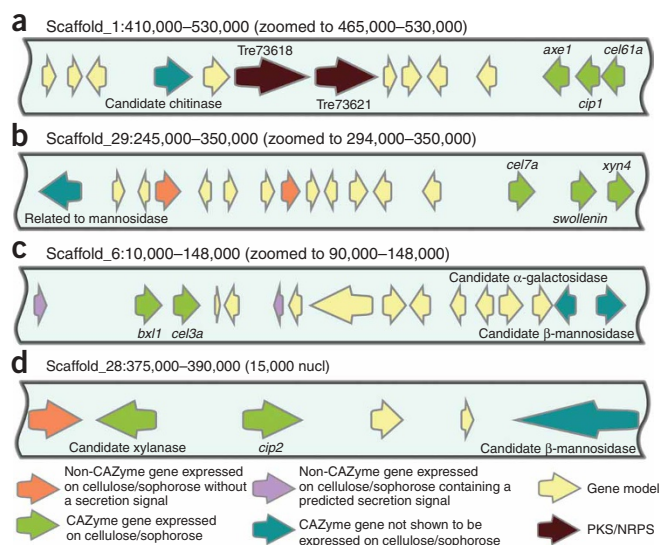 a Scaffold_1:410,000–530,000 (zoomed to 465,000–530,000)
Tre73618
axe1 cel61a
Candidate chitinase
Tre73621
cip1
b Scaffold_29:245,000–350,000 (zoomed to 294,000–350,000)
cel7a xyn4
Related to mannosidase
swollenin
c Scaffold_6:10,000–148,000 (zoomed to 90,000–148,000)
Candidate α-galactosidase
bxl1 cel3a
Candidate β-mannosidase
d Scaffold_28:375,000–390,000 (15,000 nucl)
Candidate xylanase cip2 Candidate β-mannosidase
Non-CAZyme gene expressed
on cellulose/sophorose without
a secretion signal
Non-CAZyme gene expressed
on cellulose/sophorose containing a
predicted secretion signal
Gene model
CAZyme gene expressed
on cellulose/sophorose
CAZyme gene not shown to be
expressed on cellulose/sophorose
PKS/NRPS